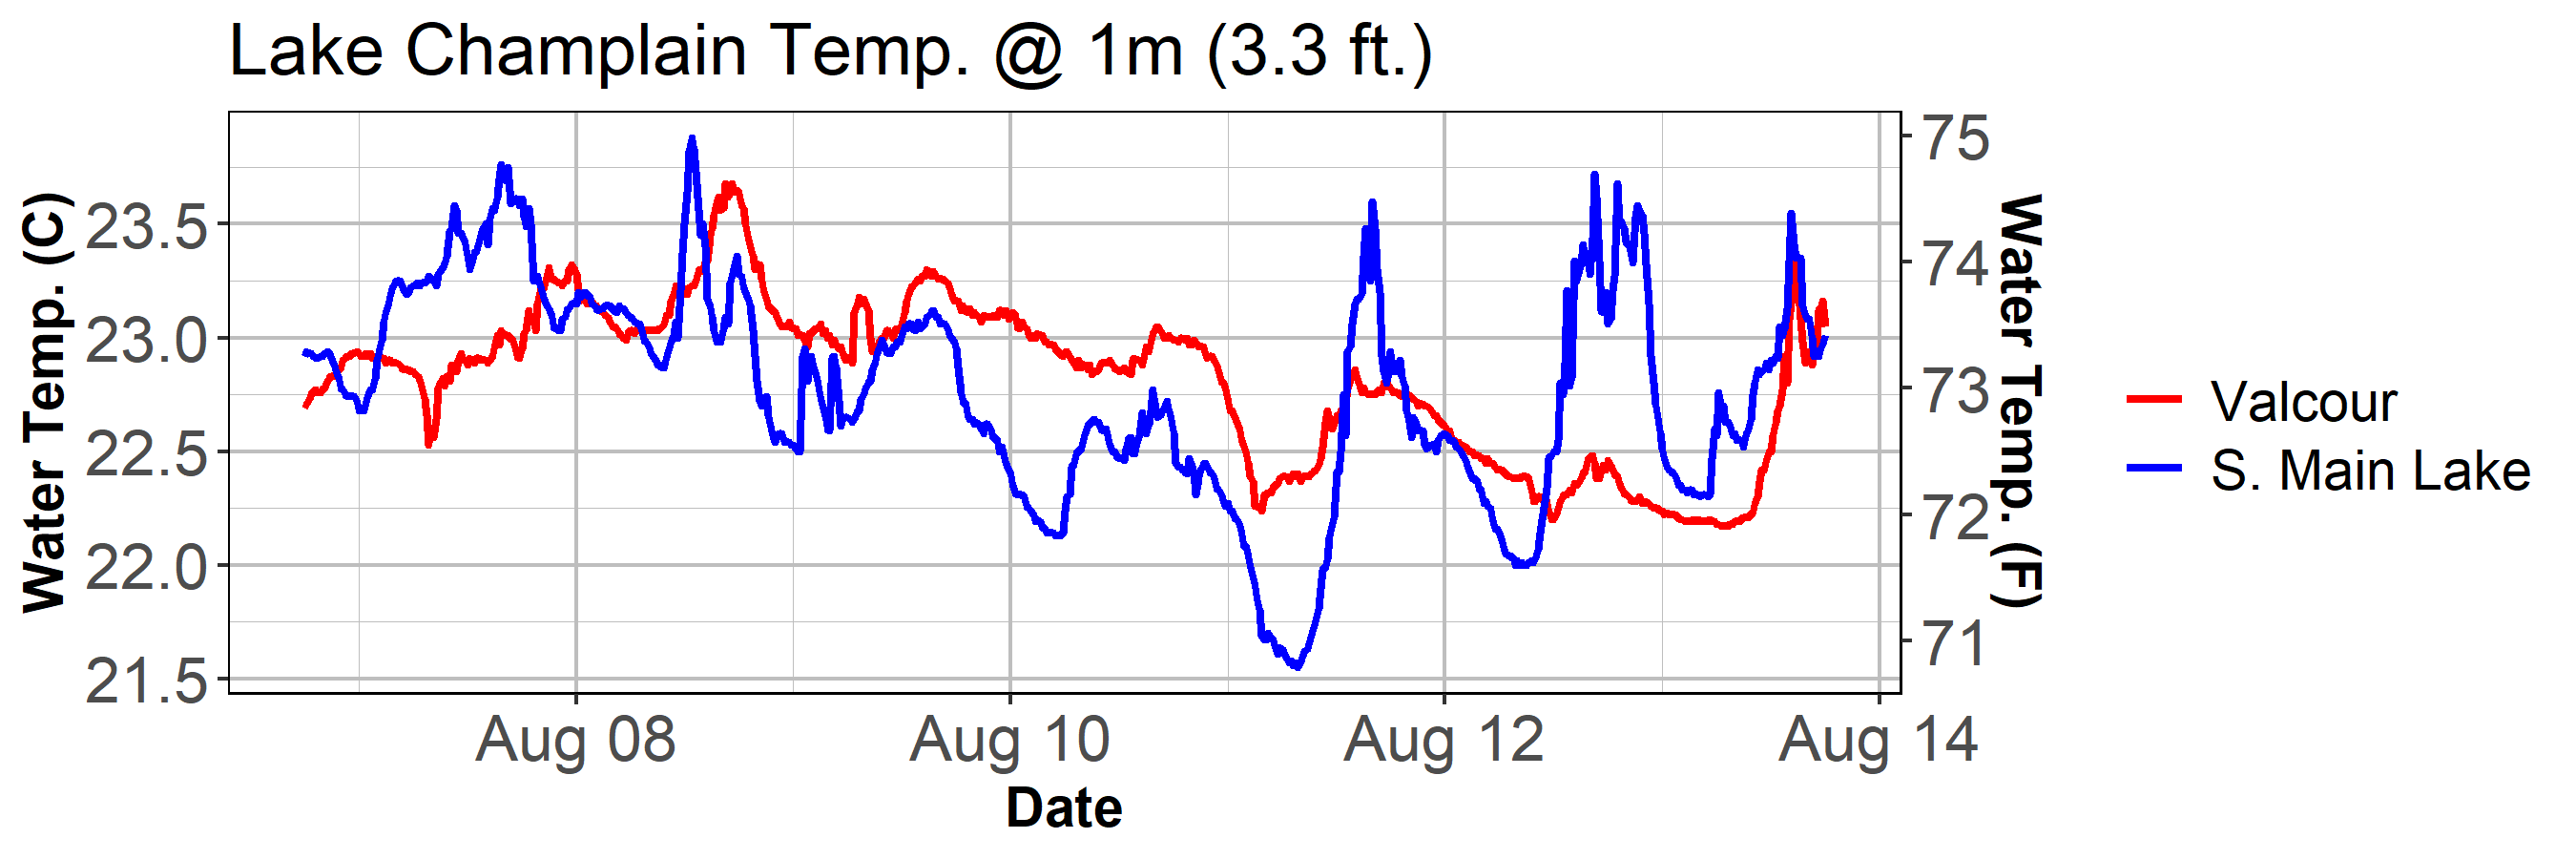 Lake Champlain Temp. @ 1m (3.3 ft.)
Water Temp. (C)
23.5
23.0
22.5
22.0
21.5
75
74
73
72
71
Water Temp. (F)
Aug 08 Aug 10 Aug 12 Aug 14
Date
Valcour
S. Main Lake